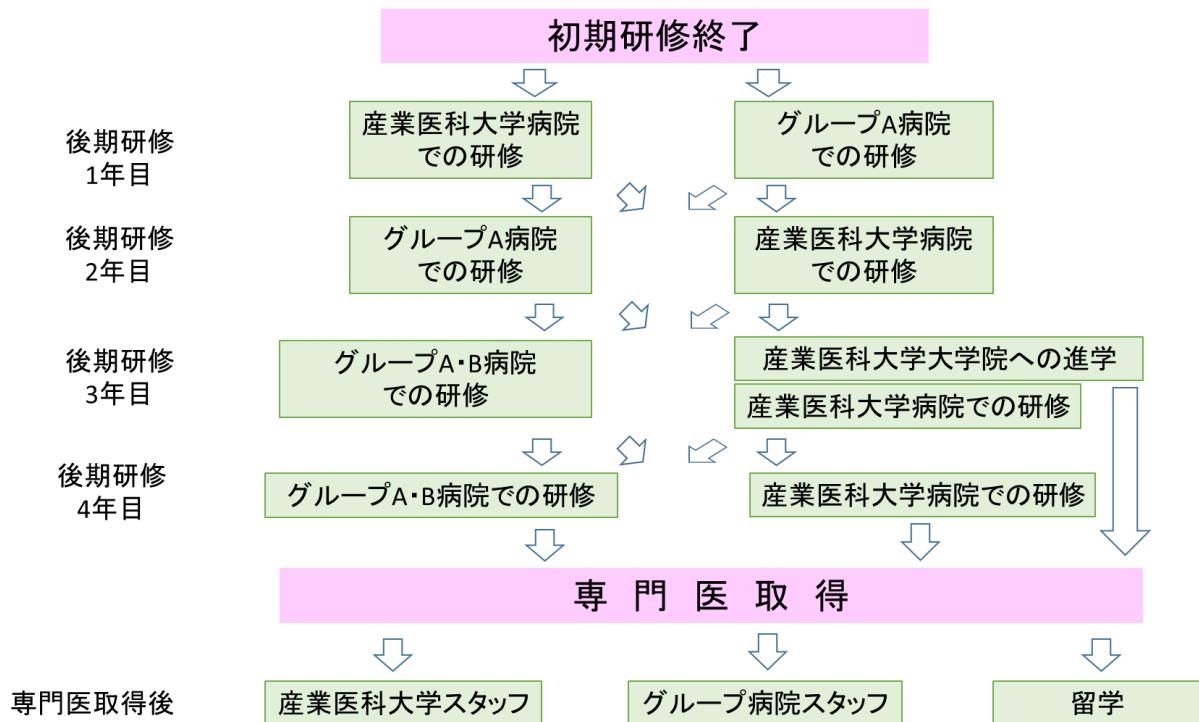 初期研修終了
後期研修
1年目
産業医科大学病院
での研修
グループA病院
での研修
後期研修
2年目
グループA病院
での研修
産業医科大学病院
での研修
後期研修
3年目
グループA・B病院
での研修
産業医科大学大学院への進学
産業医科大学病院での研修
後期研修
4年目
グループA・B病院での研修
産業医科大学病院での研修
専門医取得
専門医取得後
産業医科大学スタッフ
グループ病院スタッフ
留学